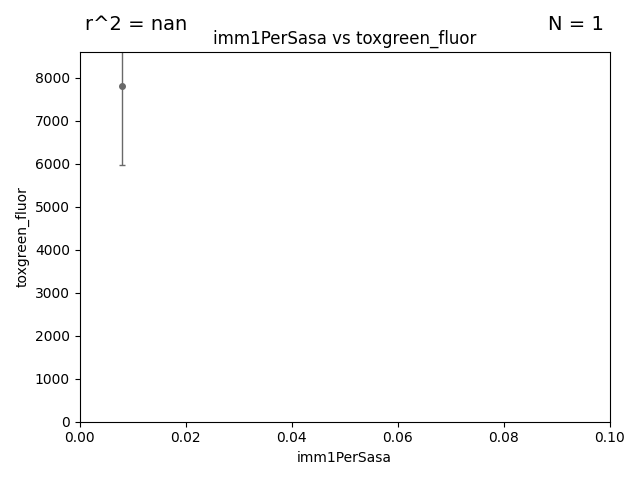 r^2 = nan
N = 1
imm1PerSasa vs toxgreen_fluor
8000
7000
6000
5000
4000
3000
2000
1000
0
toxgreen_fluor
0.00 0.02 0.04 0.06 0.08 0.10
imm1PerSasa